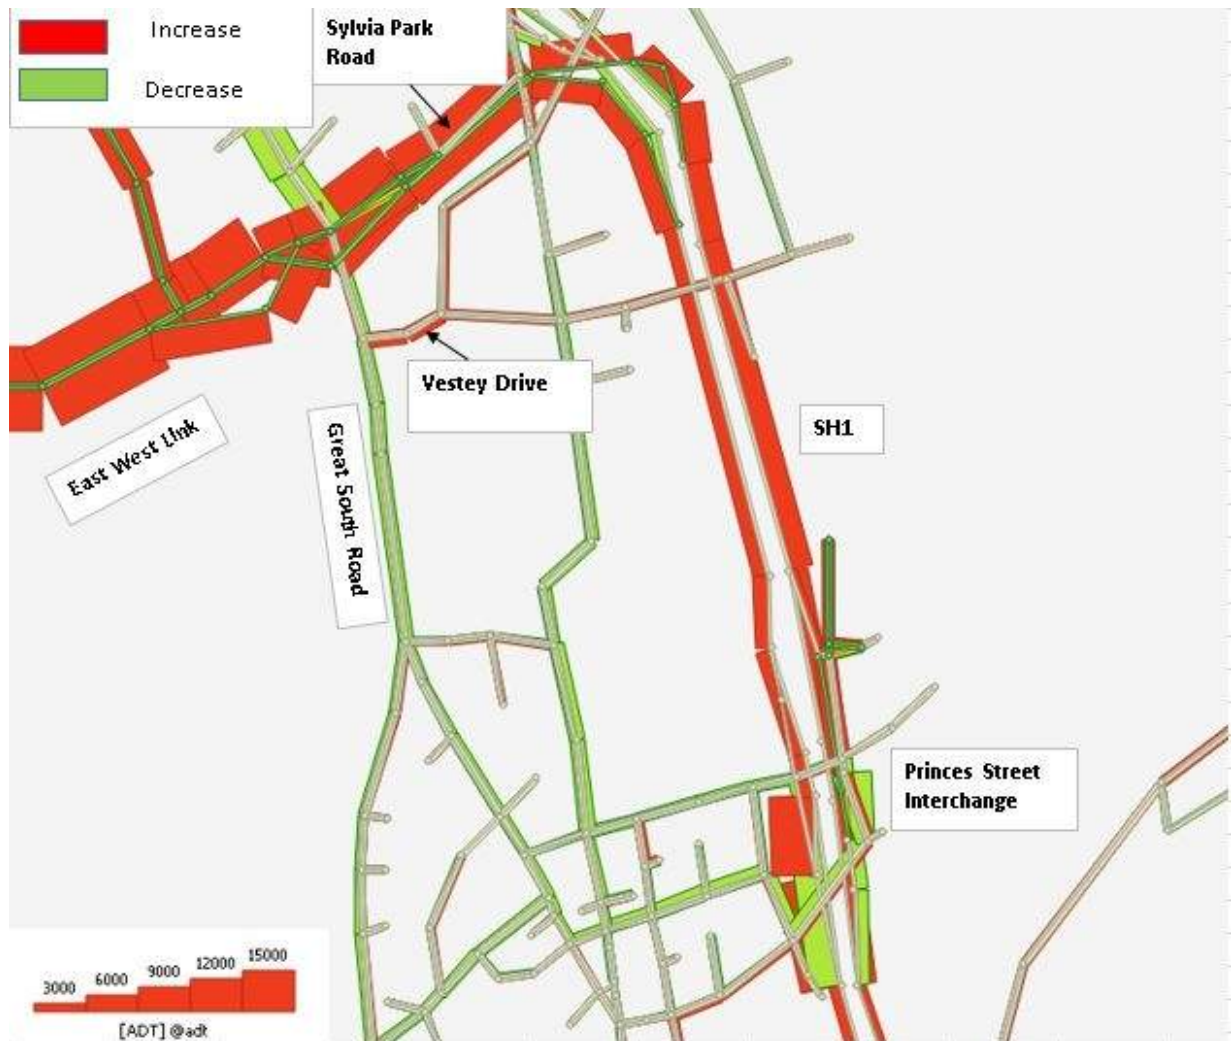 Increase
Decrease
Sylvia Park
Road
Vestey Drive
East West Link
Great South Road
SH1
Princes Street
Interchange
3000
6000
9000
12000
15000
[ADT] @adt